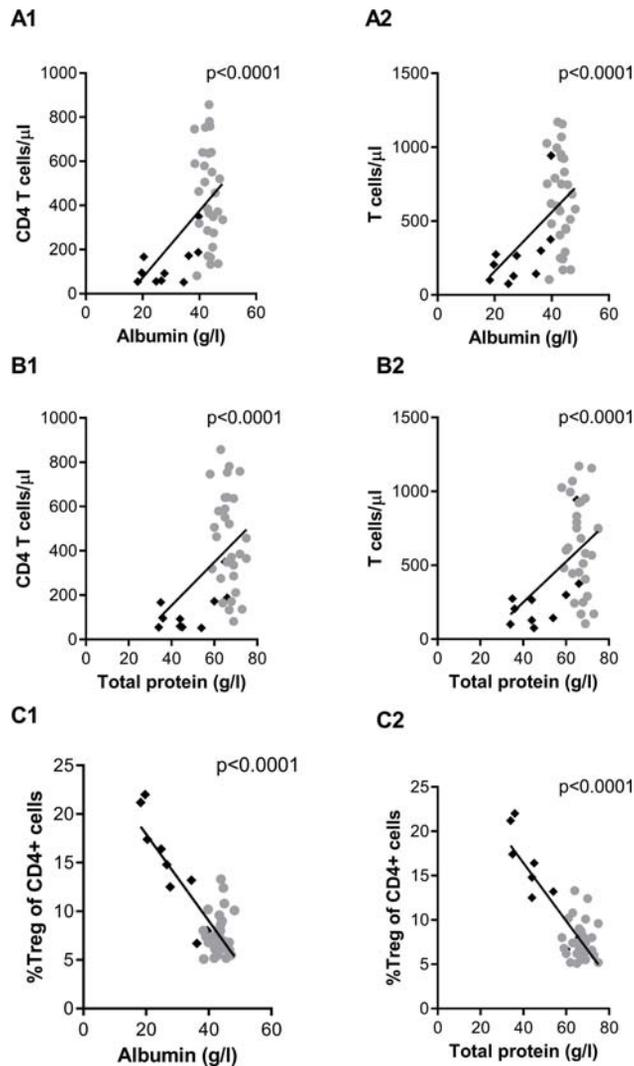 A1
A2
p<0.0001
p<0.0001
CD4 T cells/µl
1000
800
600
400
200
0
0 20 40 60
Albumin (g/l)
T cells/µl
1500
1000
500
0
0 20 40 60
Albumin (g/l)
B1
B2
p<0.0001
p<0.0001
CD4 T cells/µl
1000
800
600
400
200
0
0 20 40 60 80
Total protein (g/l)
T cells/µl
1500
1000
500
0
0 20 40 60 80
Total protein (g/l)
C1
C2
p<0.0001
p<0.0001
%Treg of CD4+ cells
25
20
15
10
5
0
0 20 40 60
Albumin (g/l)
%Treg of CD4+ cells
25
20
15
10
5
0
0 20 40 60 80
Total protein (g/l)